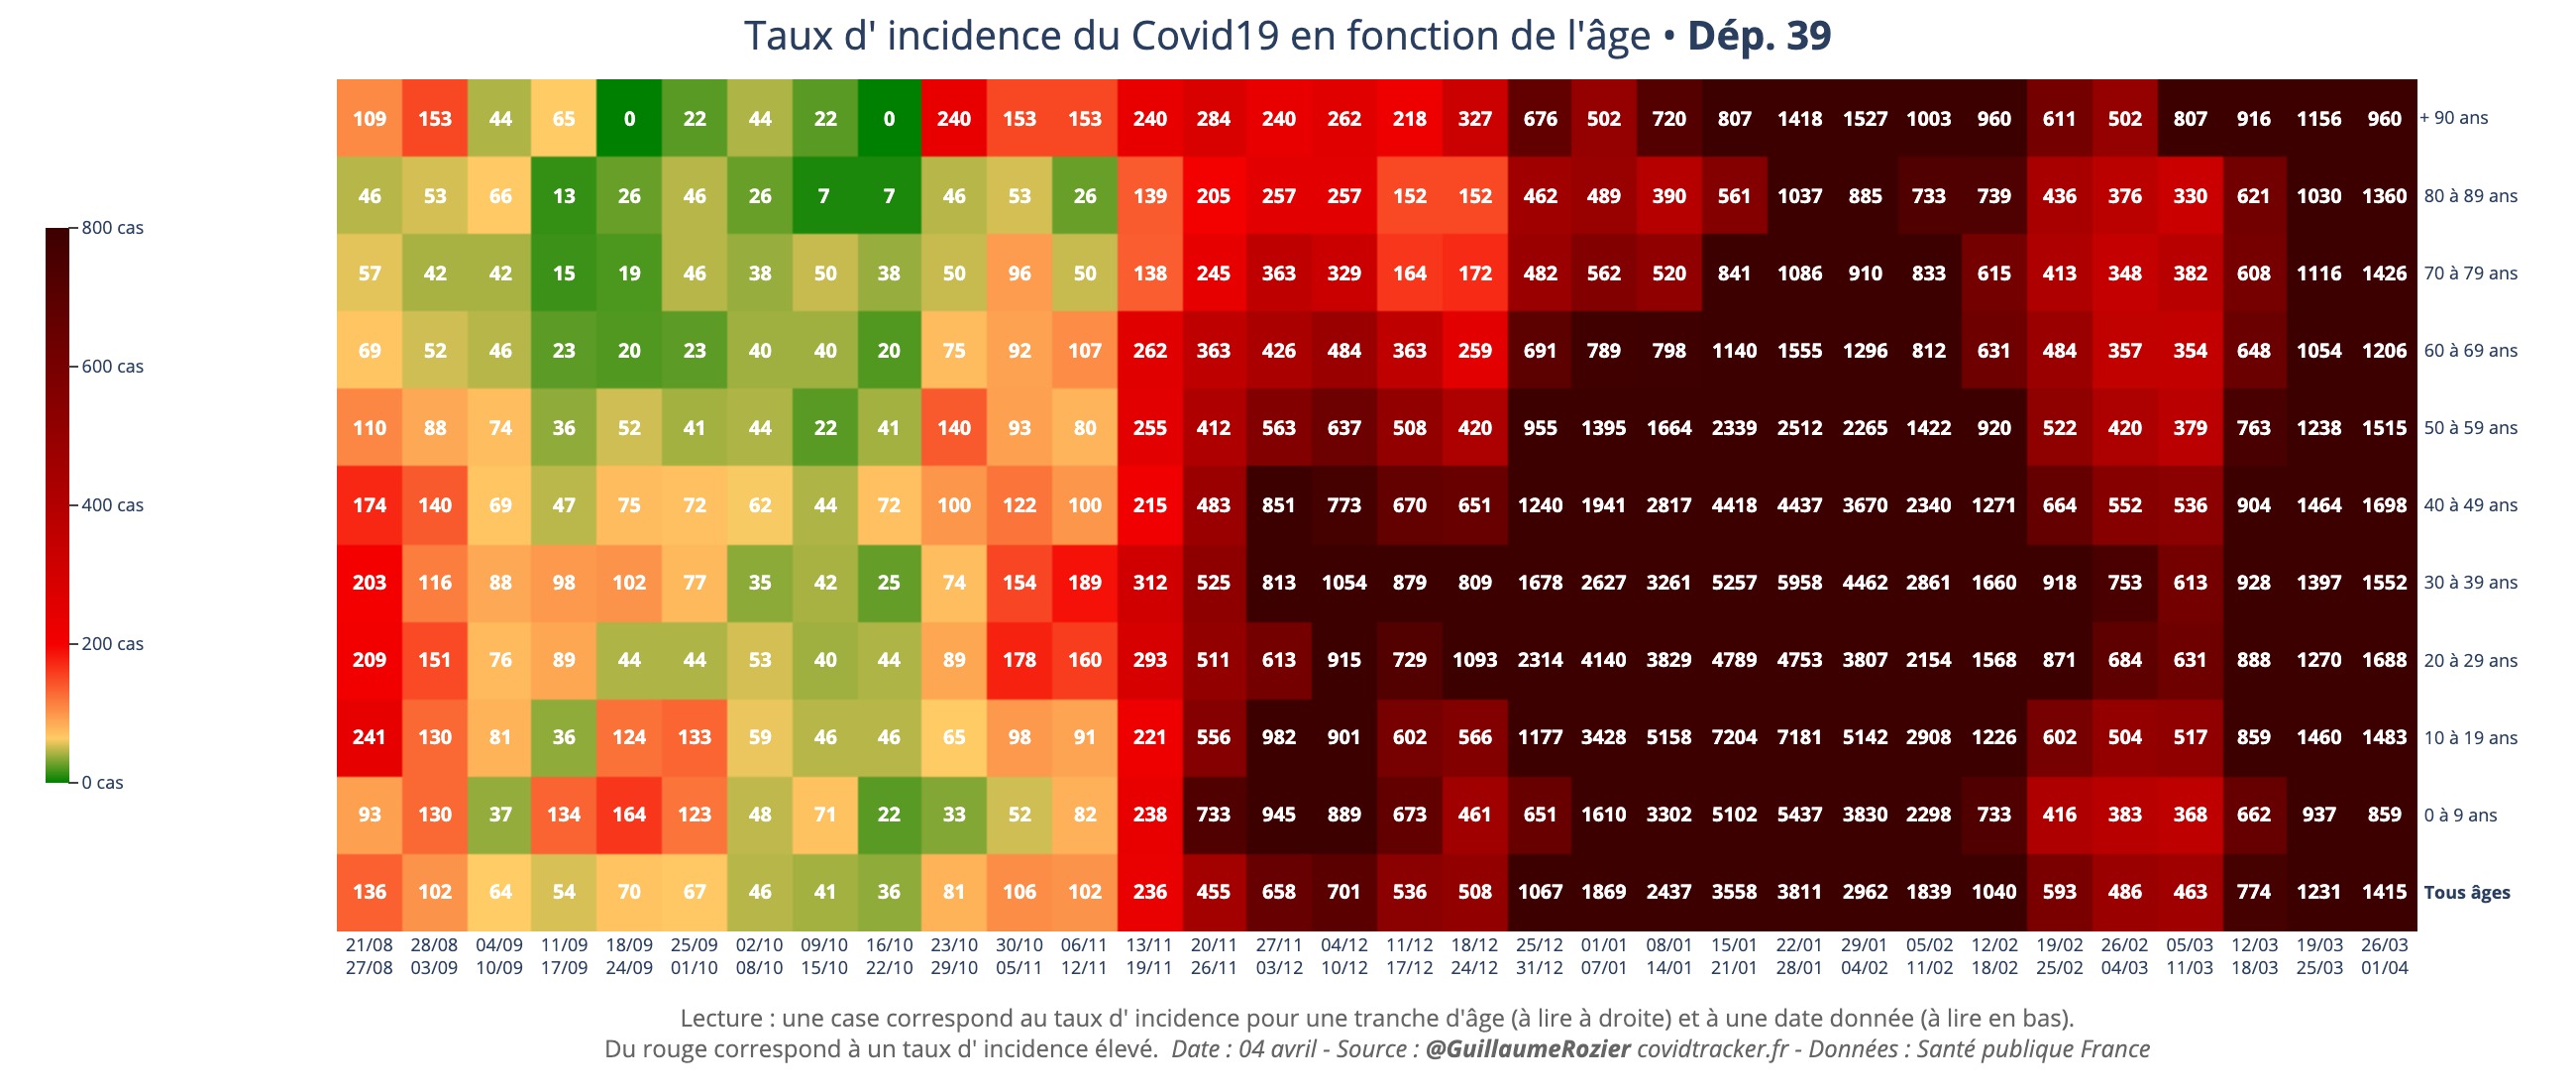 Taux d' incidence du Covid19 en fonction de l'âge • Dép. 39
109 153 44 65 0 22 44 22 0 240 153 153 240 284 240 262 218 327 676 502 720 807 1418 1527 1003 960 611 502 807 916 1156 960 + 90 ans
46 53 66 13 26 46 26 7 7 46 53 26 139 205 257 257 152 152 462 489 390 561 1037 885 733 739 436 376 330 621 1030 1360 80 à 89 ans
57 42 42 15 19 46 38 50 38 50 96 50 138 245 363 329 164 172 482 562 520 841 1086 910 833 615 413 348 382 608 1116 1426 70 à 79 ans
69 52 46 23 20 23 40 40 20 75 92 107 262 363 426 484 363 259 691 789 798 1140 1555 1296 812 631 484 357 354 648 1054 1206 60 à 69 ans
110 88 74 36 52 41 44 22 41 140 93 80 255 412 563 637 508 420 955 1395 1664 2339 2512 2265 1422 920 522 420 379 763 1238 1515 50 à 59 ans
174 140 69 47 75 72 62 44 72 100 122 100 215 483 851 773 670 651 1240 1941 2817 4418 4437 3670 2340 1271 664 552 536 904 1464 1698 40 à 49 ans
203 116 88 98 102 77 35 42 25 74 154 189 312 525 813 1054 879 809 1678 2627 3261 5257 5958 4462 2861 1660 918 753 613 928 1397 1552 30 à 39 ans
209 151 76 89 44 44 53 40 44 89 178 160 293 511 613 915 729 1093 2314 4140 3829 4789 4753 3807 2154 1568 871 684 631 888 1270 1688 20 à 29 ans
241 130 81 36 124 133 59 46 46 65 98 91 221 556 982 901 602 566 1177 3428 5158 7204 7181 5142 2908 1226 602 504 517 859 1460 1483 10 à 19 ans
93 130 37 134 164 123 48 71 22 33 52 82 238 733 945 889 673 461 651 1610 3302 5102 5437 3830 2298 733 416 383 368 662 937 859 0 à 9 ans
136 102 64 54 70 67 46 41 36 81 106 102 236 455 658 701 536 508 1067 1869 2437 3558 3811 2962 1839 1040 593 486 463 774 1231 1415 Tous âges
21/08 28/08 04/09 11/09 18/09 25/09 02/10 09/10 16/10 23/10 30/10 06/11 13/11 20/11 27/11 04/12 11/12 18/12 25/12 01/01 08/01 15/01 22/01 29/01 05/02 12/02 19/02 26/02 05/03 12/03 19/03 26/03
27/08 03/09 10/09 17/09 24/09 01/10 08/10 15/10 22/10 29/10 05/11 12/11 19/11 26/11 03/12 10/12 17/12 24/12 31/12 07/01 14/01 21/01 28/01 04/02 11/02 18/02 25/02 04/03 11/03 18/03 25/03 01/04
800 cas
600 cas
400 cas
200 cas
0 cas
Lecture : une case correspond au taux d' incidence pour une tranche d'âge (à lire à droite) et à une date donnée (à lire en bas).
Du rouge correspond à un taux d' incidence élevé. Date : 04 avril - Source : @GuillaumeRozier covidtracker.fr - Données : Santé publique France